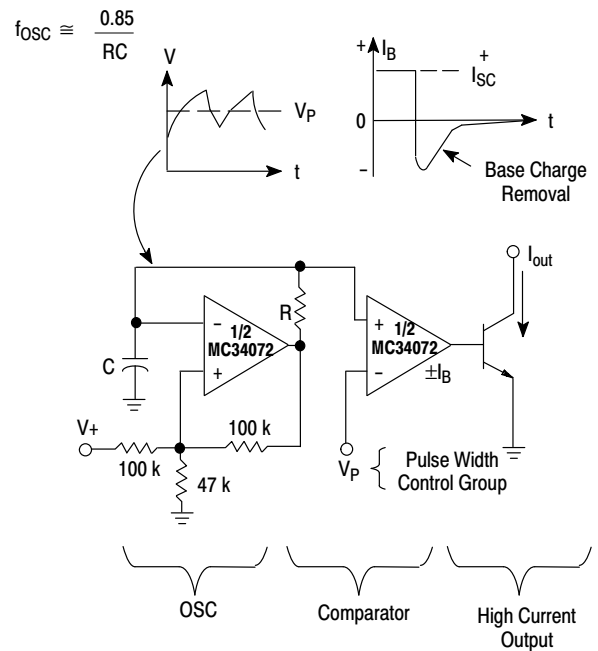 fOSC ≅ 0.85
RC
V
VP
t
+ IB
+
ISC
0
t
−
Base Charge
Removal
Iout
R
−
1/2
MC34072
+
C
+
1/2
MC34072
−
±IB
V+
100 k
100 k
47 k
VP
Pulse Width
Control Group
OSC
Comparator
High Current
Output